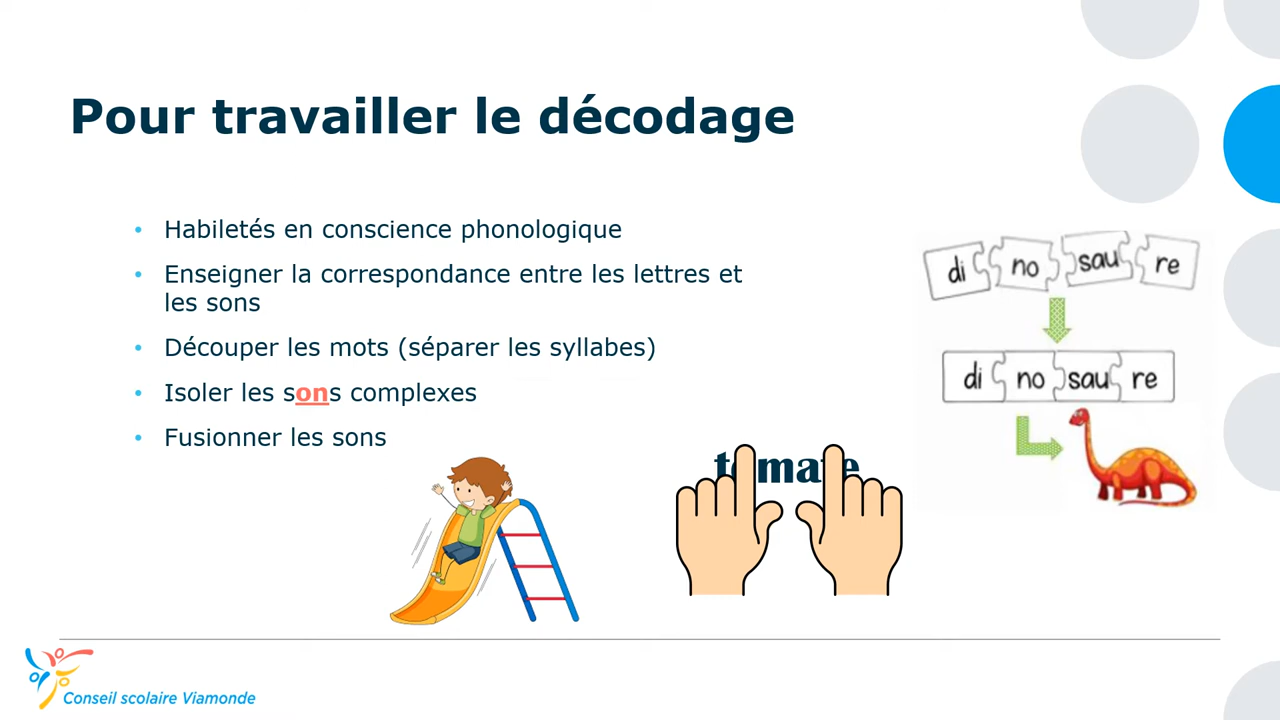 Pour travailler le décodage
• Habiletés en conscience phonologique
• Enseigner la correspondance entre les lettres et
les sons
• Découper les mots (séparer les syllabes)
• Isoler les sons complexes
• Fusionner les sons
di no sau re
di no sau re
tomate
Conseil scolaire Viamonde